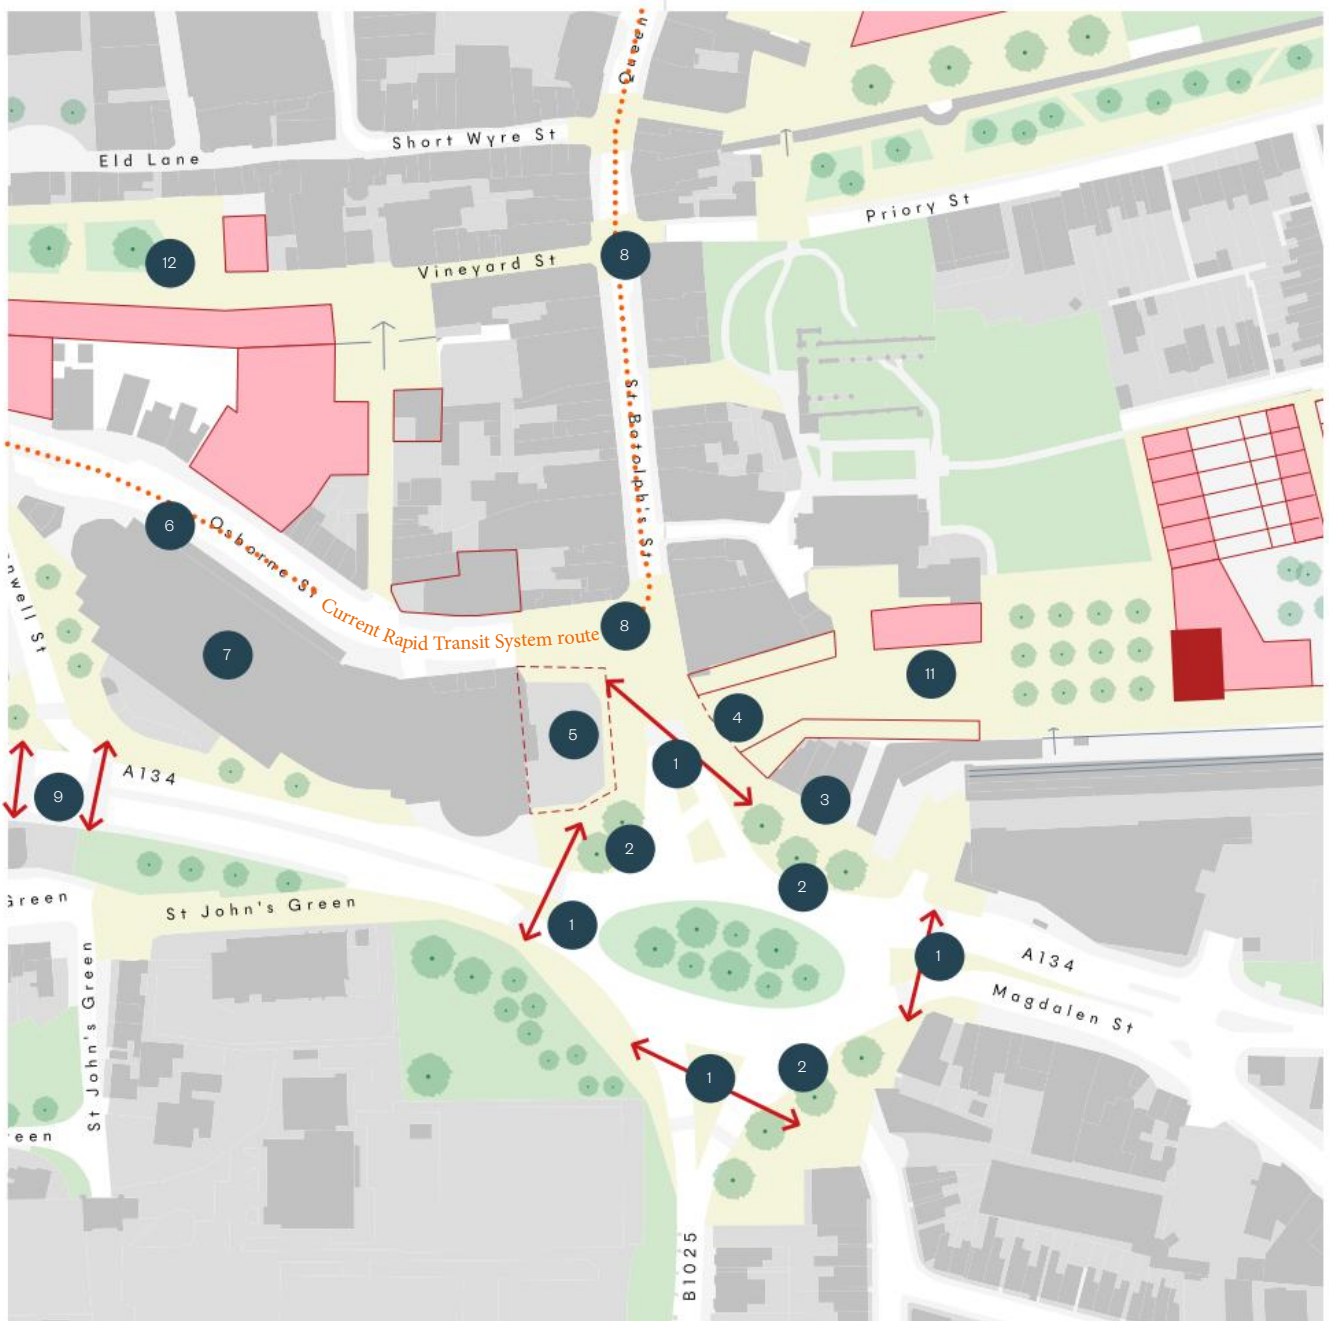 Queen
Short Wyre St
Eld Lane
Priory St
12
8
Vineyard St
St Botolph's St
6
Osborne St
Current Rapid Transit System route
8
7
11
4
5
1
A134
9
3
2
2
St John's Green
Green
1
1
A134
Magdalen St
St John's Green
2
1
een
B1025
nwell St